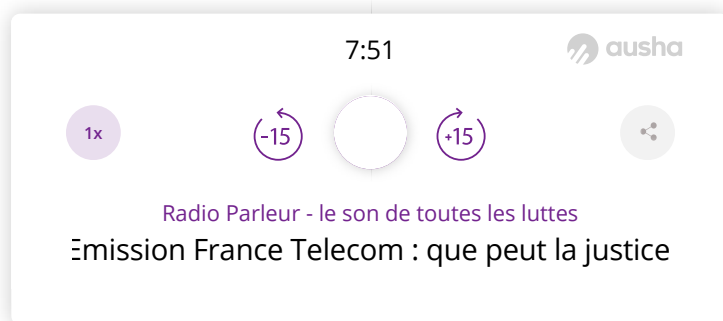 7:51
ausha
1x
-15
+15
Radio Parleur - le son de toutes les luttes
Emission France Telecom : que peut la justice